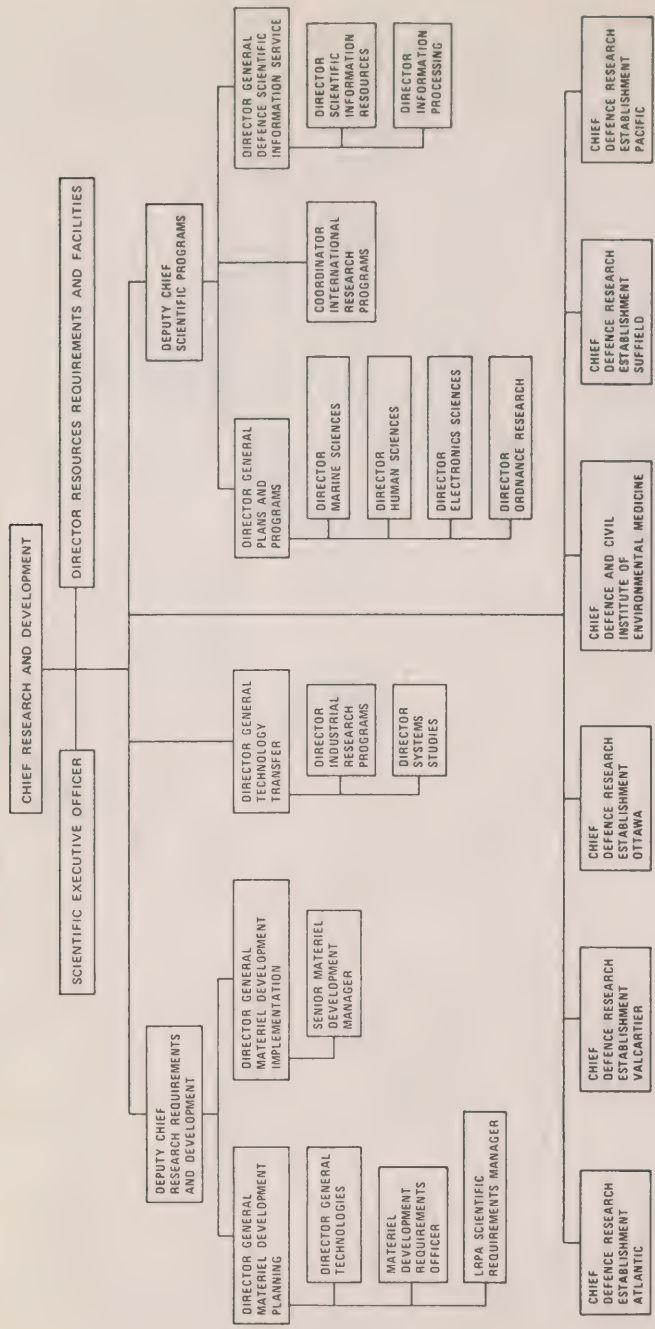 CHIEF RESEARCH AND DEVELOPMENT
SCIENTIFIC EXECUTIVE OFFICER
DIRECTOR RESOURCES REQUIREMENTS AND FACILITIES
DEPUTY CHIEF
RESEARCH REQUIREMENTS
AND DEVELOPMENT
DEPUTY CHIEF
SCIENTIFIC PROGRAMS
DIRECTOR GENERAL
MATERIEL DEVELOPMENT
PLANNING
DIRECTOR GENERAL
TECHNOLOGIES
MATERIEL
DEVELOPMENT
REQUIREMENTS
OFFICER
LRPA SCIENTIFIC
REQUIREMENTS MANAGER
DIRECTOR GENERAL
MATERIEL DEVELOPMENT
IMPLEMENTATION
SENIOR MATERIEL
DEVELOPMENT
MANAGER
DIRECTOR GENERAL
TECHNOLOGY
TRANSFER
DIRECTOR
INDUSTRIAL
RESEARCH
PROGRAMS
DIRECTOR
SYSTEMS
STUDIES
DIRECTOR GENERAL
PLANS AND
PROGRAMS
DIRECTOR
MARINE SCIENCES
DIRECTOR
HUMAN SCIENCES
DIRECTOR
ELECTRONICS SCIENCES
DIRECTOR
ORDNANCE RESEARCH
COORDINATOR
INTERNATIONAL
RESEARCH
PROGRAMS
DIRECTOR GENERAL
DEFENCE SCIENTIFIC
INFORMATION SERVICE
DIRECTOR
SCIENTIFIC
INFORMATION
RESOURCES
DIRECTOR
INFORMATION
PROCESSING
CHIEF
DEFENCE RESEARCH
ESTABLISHMENT
ATLANTIC
CHIEF
DEFENCE RESEARCH
ESTABLISHMENT
VALCARTIER
CHIEF
DEFENCE RESEARCH
ESTABLISHMENT
OTTAWA
CHIEF
DEFENCE AND CIVIL
INSTITUTE OF
ENVIRONMENTAL MEDICINE
CHIEF
DEFENCE RESEARCH
ESTABLISHMENT
SUFFIELD
CHIEF
DEFENCE RESEARCH
ESTABLISHMENT
PACIFIC